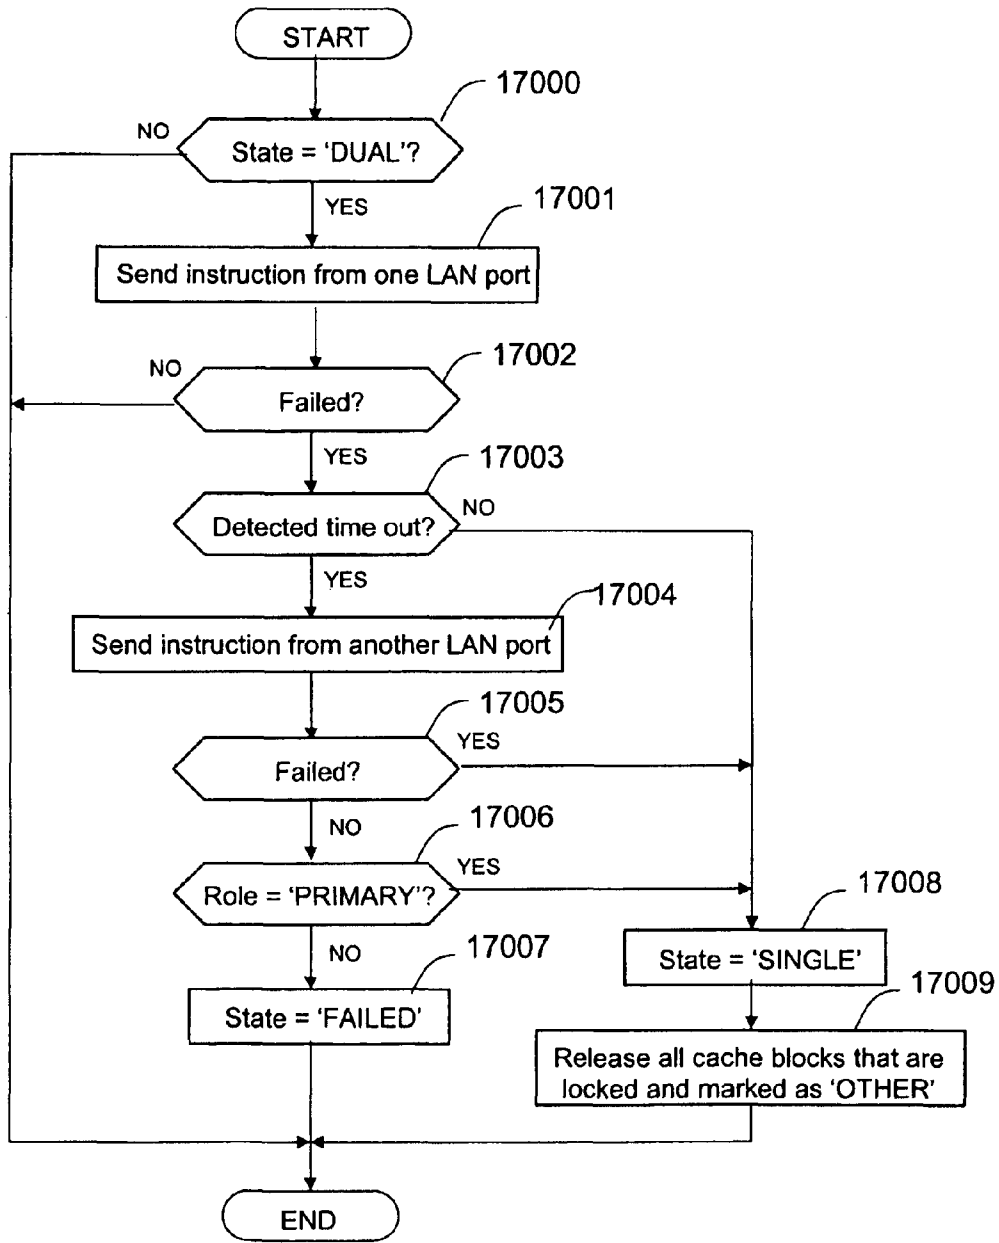 START
17000
NO
State = ‘DUAL’?
YES
17001
Send instruction from one LAN port
17002
NO
Failed?
YES
17003
NO
Detected time out?
YES
17004
Send instruction from another LAN port
17005
YES
Failed?
NO
17006
YES
Role = ‘PRIMARY’?
NO
17008
State = ‘SINGLE’
17007
State = ‘FAILED’
17009
Release all cache blocks that are
locked and marked as ‘OTHER’
END